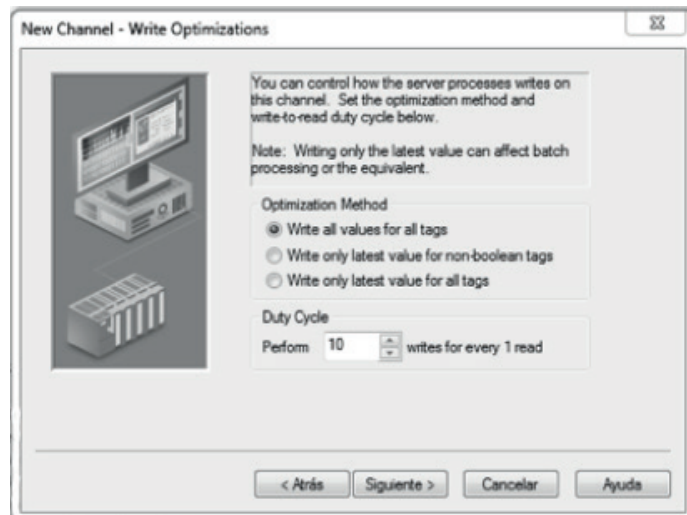 New Channel - Write Optimizations
You can control how the server processes writes on
this channel. Set the optimization method and
write-to-read duty cycle below.
Note: Writing only the latest value can affect batch
processing or the equivalent.
Optimization Method
Write all values for all tags
Write only latest value for non-boolean tags
Write only latest value for all tags
Duty Cycle
Perform 10 writes for every 1 read
< Atrás Siguiente > Cancelar Ayuda